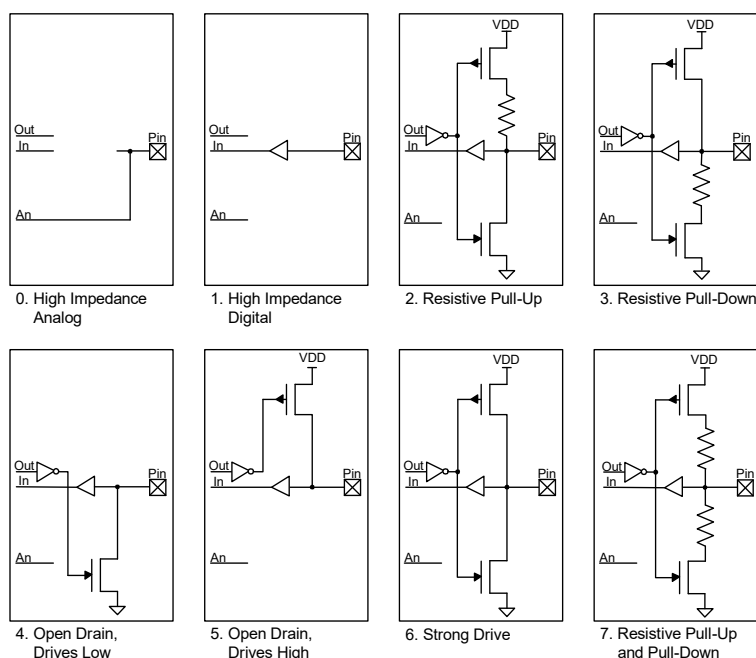 VDD
VDD
Out
In
Pin
An
Out
In
Pin
An
Out
In
Pin
An
Out
In
Pin
An
0. High Impedance
Analog
1. High Impedance
Digital
2. Resistive Pull-Up
3. Resistive Pull-Down
VDD
VDD
VDD
Out
In
Pin
An
Out
In
Pin
An
Out
In
Pin
An
Out
In
Pin
An
4. Open Drain,
Drives Low
5. Open Drain,
Drives High
6. Strong Drive
7. Resistive Pull-Up
and Pull-Down